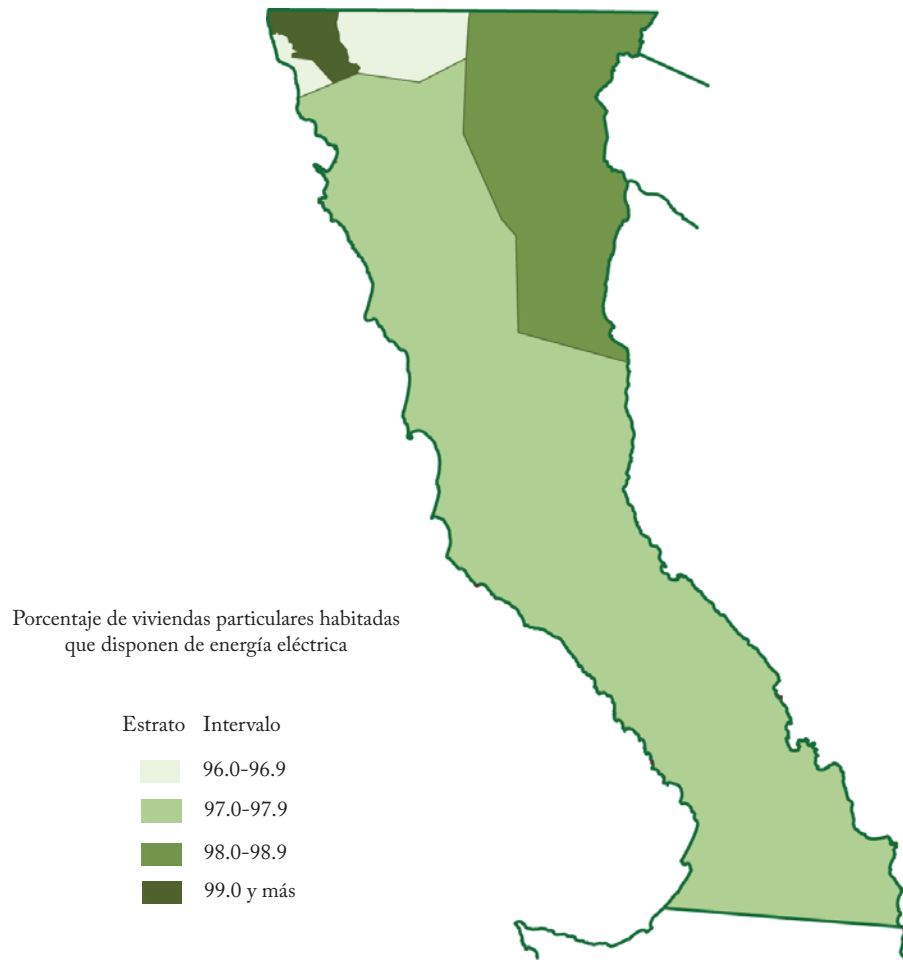 Porcentaje de viviendas particulares habitadas
que disponen de energía eléctrica
Estrato Intervalo
96.0-96.9
97.0-97.9
98.0-98.9
99.0 y más